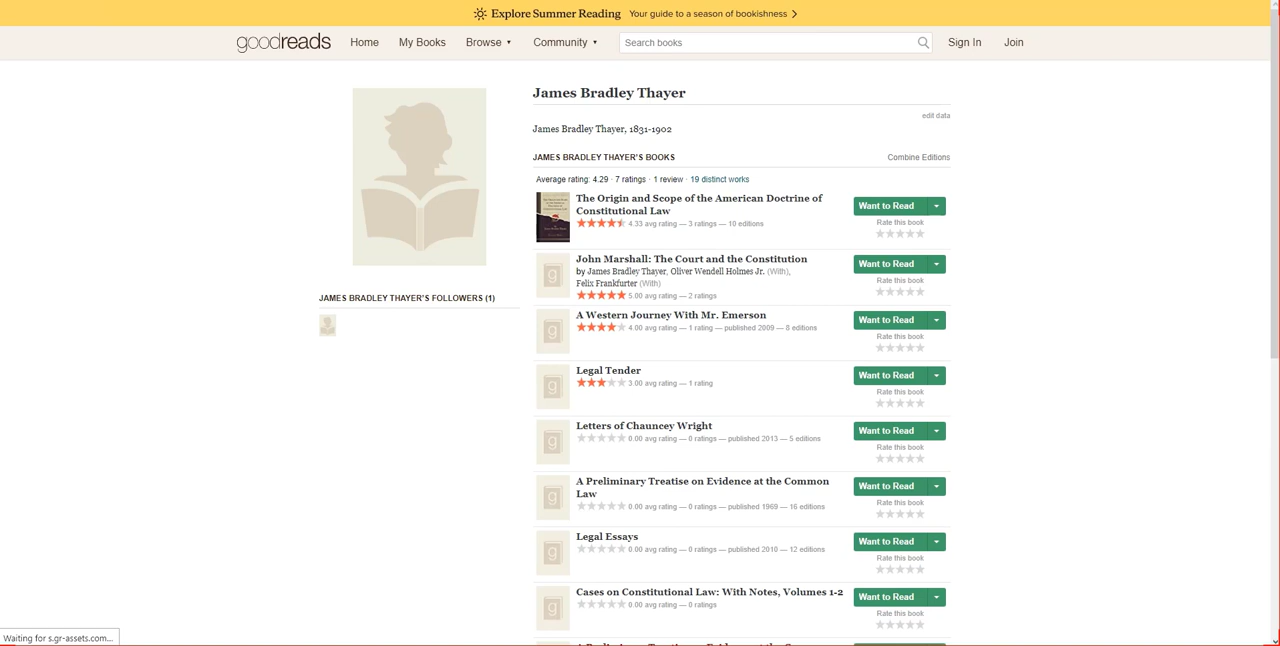 Explore Summer Reading Your guide to a season of bookishness
goodreads Home My Books Browse ▾ Community ▾ Search books Sign In Join
James Bradley Thayer
edit data
James Bradley Thayer, 1831-1902
JAMES BRADLEY THAYER'S BOOKS Combine Editions
Average rating: 4.29 · 7 ratings · 1 review · 19 distinct works
The Origin and Scope of the American Doctrine of
Constitutional Law
4.33 avg rating — 3 ratings — 10 editions
Want to Read
Rate this book
John Marshall: The Court and the Constitution
by James Bradley Thayer, Oliver Wendell Holmes Jr. (With),
Felix Frankfurter (With)
5.00 avg rating — 2 ratings
Want to Read
Rate this book
JAMES BRADLEY THAYER'S FOLLOWERS (1)
A Western Journey With Mr. Emerson
4.00 avg rating — 1 rating — published 2009 — 8 editions
Want to Read
Rate this book
Legal Tender
3.00 avg rating — 1 rating
Want to Read
Rate this book
Letters of Chauncey Wright
0.00 avg rating — 0 ratings — published 2013 — 5 editions
Want to Read
Rate this book
A Preliminary Treatise on Evidence at the Common
Law
0.00 avg rating — 0 ratings — published 1969 — 16 editions
Want to Read
Rate this book
Legal Essays
0.00 avg rating — 0 ratings — published 2010 — 12 editions
Want to Read
Rate this book
Cases on Constitutional Law: With Notes, Volumes 1-2
0.00 avg rating — 0 ratings
Want to Read
Rate this book
Waiting for s.gr-assets.com...